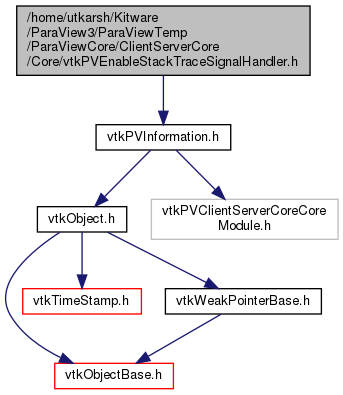 /home/utkarsh/Kitware
/ParaView3/ParaViewTemp
/ParaViewCore/ClientServerCore
/Core/vtkPVEnableStackTraceSignalHandler.h
vtkPVInformation.h
vtkObject.h
vtkPVClientServerCoreCore
Module.h
vtkTimeStamp.h
vtkWeakPointerBase.h
vtkObjectBase.h